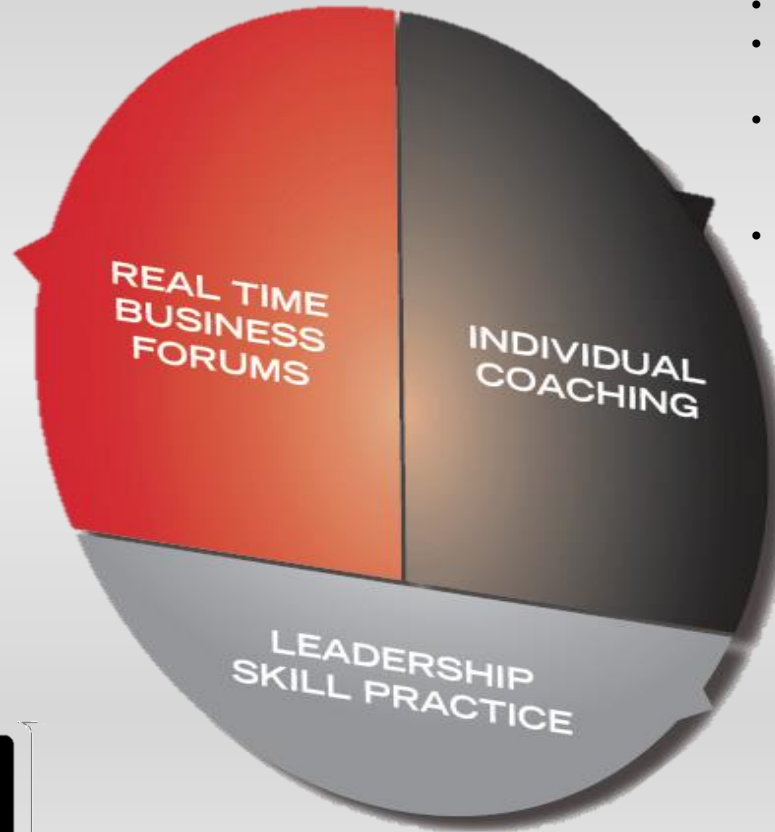 REAL TIME
BUSINESS
FORUMS
INDIVIDUAL
COACHING
LEADERSHIP
SKILL PRACTICE